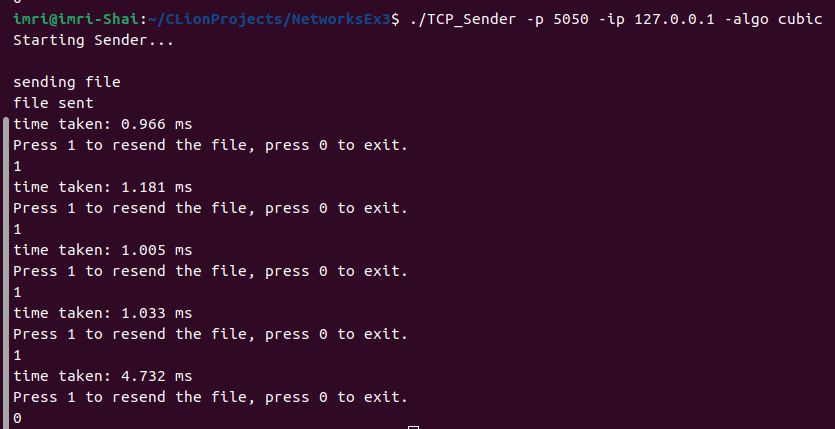 imri@imri-Shai:~/CLionProjects/NetworksEx3$ ./TCP_Sender -p 5050 -ip 127.0.0.1 -algo cubic
Starting Sender...
sending file
file sent
time taken: 0.966 ms
Press 1 to resend the file, press 0 to exit.
1
time taken: 1.181 ms
Press 1 to resend the file, press 0 to exit.
1
time taken: 1.005 ms
Press 1 to resend the file, press 0 to exit.
1
time taken: 1.033 ms
Press 1 to resend the file, press 0 to exit.
1
time taken: 4.732 ms
Press 1 to resend the file, press 0 to exit.
0